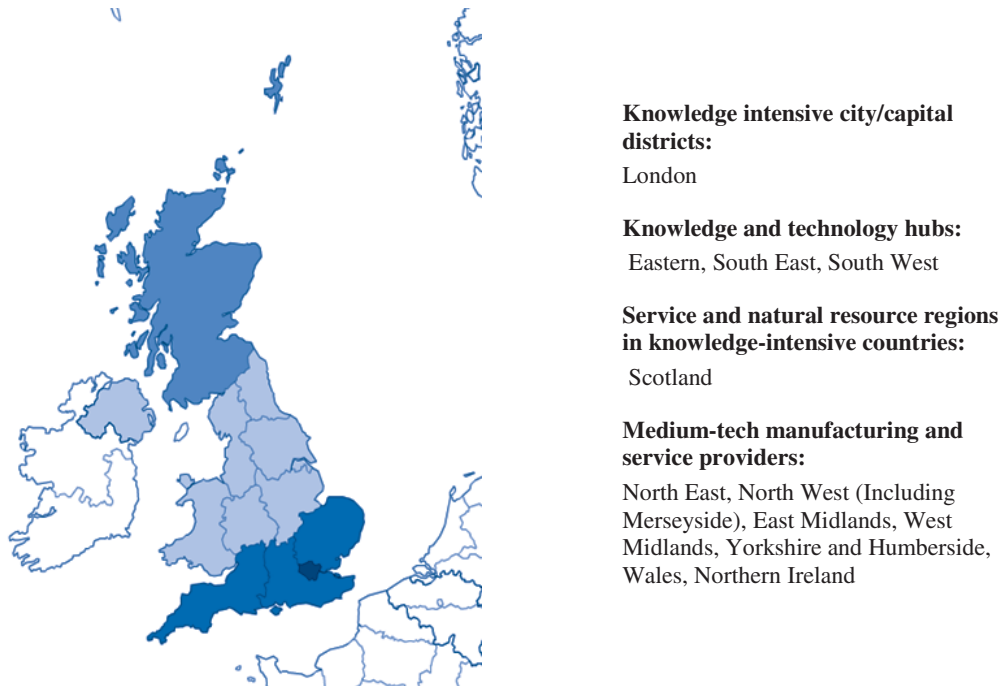 Knowledge intensive city/capital
districts:
London
Knowledge and technology hubs:
Eastern, South East, South West
Service and natural resource regions
in knowledge-intensive countries:
Scotland
Medium-tech manufacturing and
service providers:
North East, North West (Including
Merseyside), East Midlands, West
Midlands, Yorkshire and Humberside,
Wales, Northern Ireland